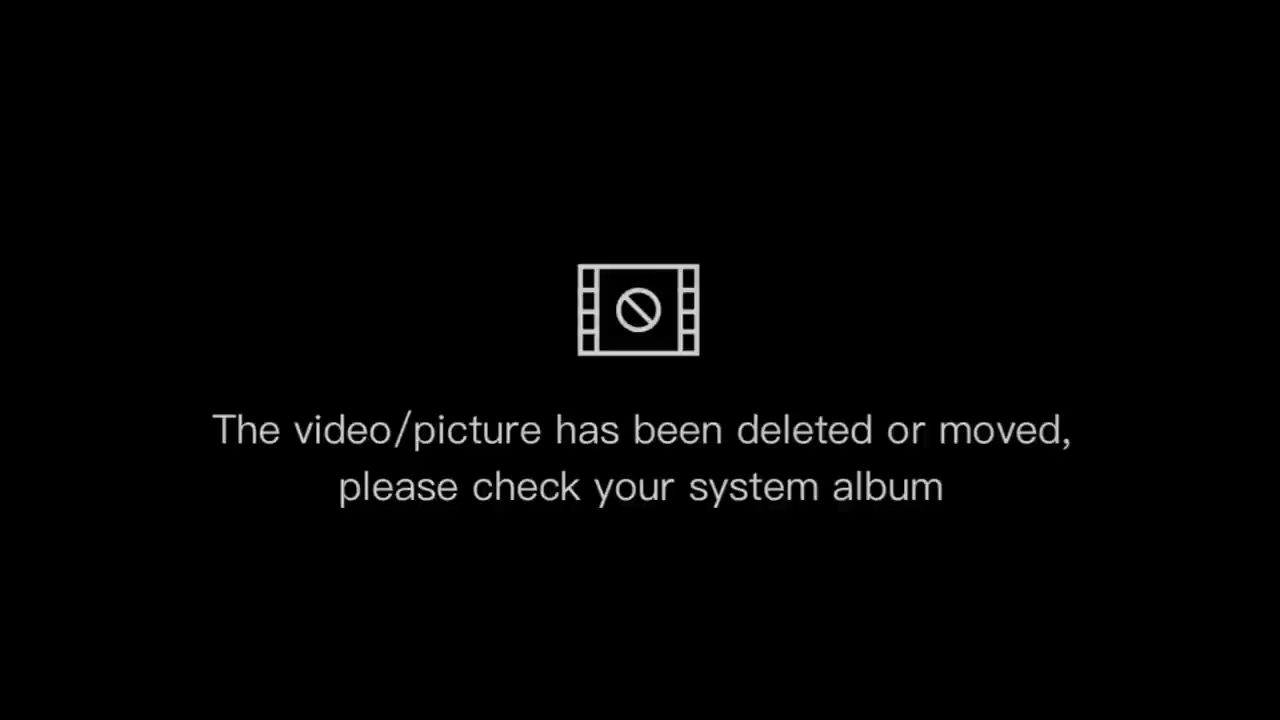 The video/picture has been deleted or moved,
please check your system album